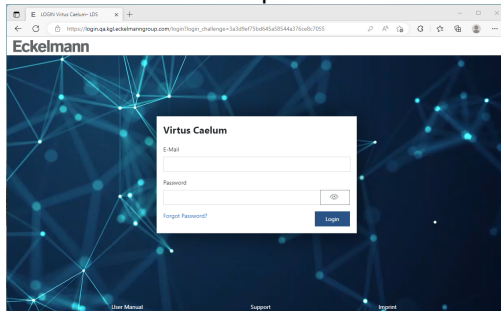 E LOGIN Virtus Caelum- LDS
https://login.qa.kgl.eckelmanngroup.com/login?login_challenge=3a3d9ef75bd645a58544a376ce8c7055
Eckelmann
Virtus Caelum
E-Mail
Password
Forgot Password?
Login
User Manual
Support
Imprint